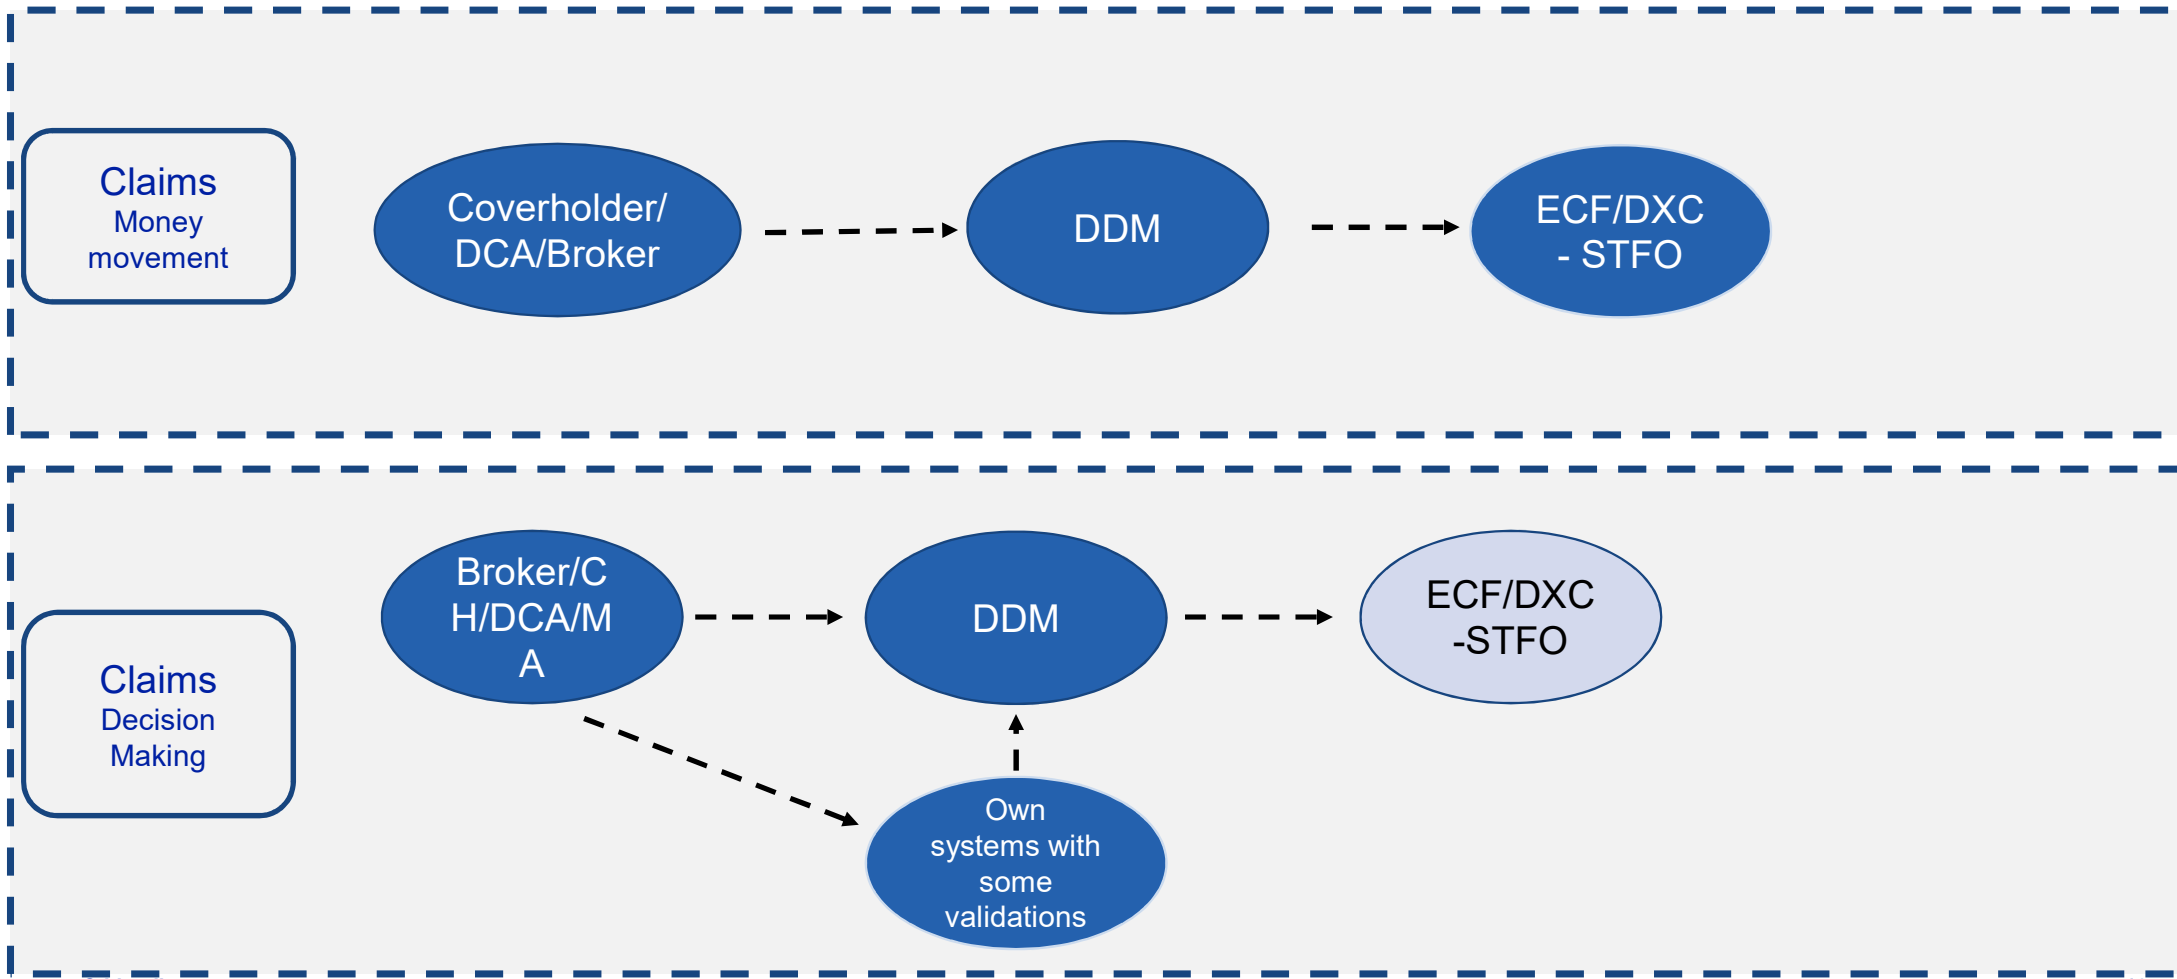 Claims
Money
movement
Coverholder/
DCA/Broker
DDM
ECF/DXC
- STFO
Claims
Decision
Making
Broker/C
H/DCA/M
A
DDM
ECF/DXC
-STFO
Own
systems with
some
validations